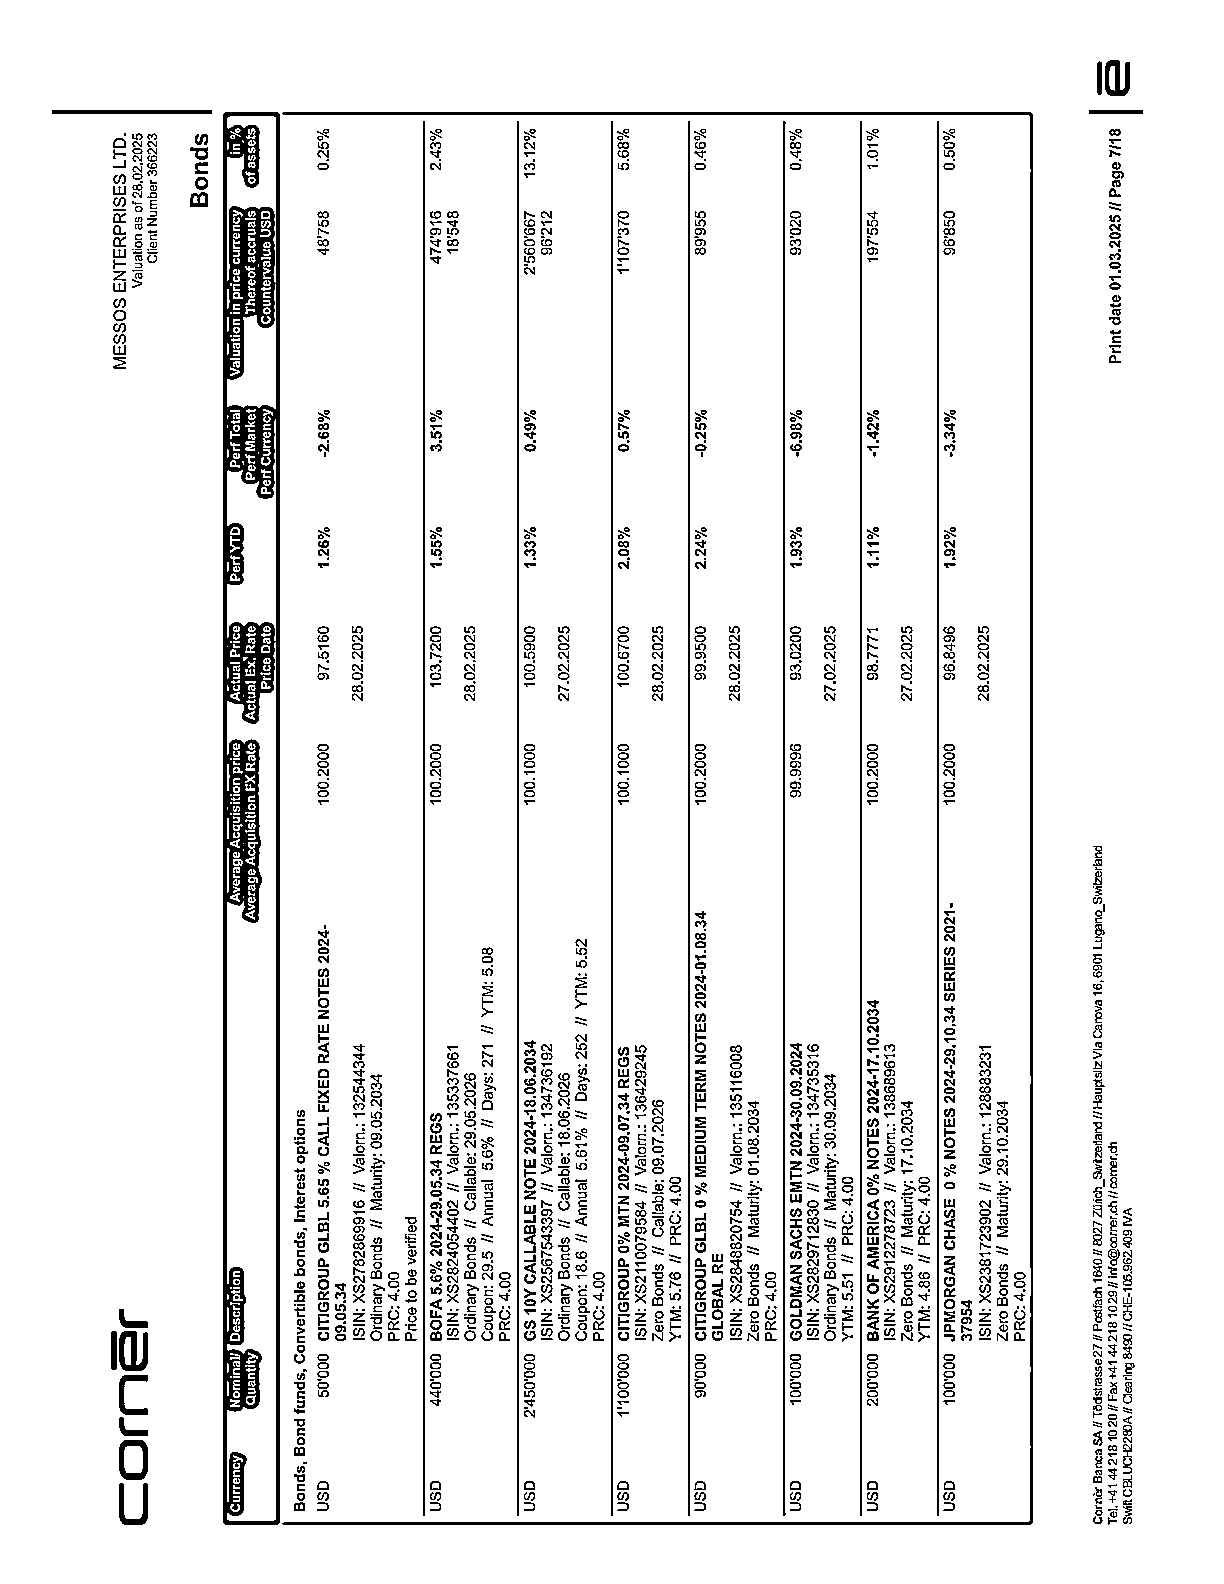 cornèr
MESSOS ENTERPRISES LTD.
Valuation as of 28.02.2025
Client Number 366223
Bonds
Currency Nominal/ Description Average Acquisition price Actual Price Perf YTD Perf Total Valuation in price currency in %
Quantity Average Acquisition FX Rate Actual Ex. Rate Perf Market Thereof accruals of assets
Price Date Perf Currency Countervalue USD
Bonds, Bond funds, Convertible bonds, Interest options
USD 50'000 CITIGROUP GLBL 5.65 % CALL FIXED RATE NOTES 2024- 100.2000 97.5160 1.26% -2.68% 48'758 0.25%
09.05.34
ISIN: XS2782869916 // Valorn.: 132544344 28.02.2025
Ordinary Bonds // Maturity: 09.05.2034
PRC: 4.00
Price to be verified
USD 440'000 BOFA 5.6% 2024-29.05.34 REGS 100.2000 103.7200 1.55% 3.51% 474'916 2.43%
ISIN: XS2824054402 // Valorn.: 135337661 18'548
Ordinary Bonds // Callable: 29.05.2026 28.02.2025
Coupon: 29.5 // Annual 5.6% // Days: 271 // YTM: 5.08
PRC: 4.00
USD 2'450'000 GS 10Y CALLABLE NOTE 2024-18.06.2034 100.1000 100.5900 1.33% 0.49% 2'560'667 13.12%
ISIN: XS2567543397 // Valorn.: 134736192 96'212
Ordinary Bonds // Callable: 18.06.2026 27.02.2025
Coupon: 18.6 // Annual 5.61% // Days: 252 // YTM: 5.52
PRC: 4.00
USD 1'100'000 CITIGROUP 0% MTN 2024-09.07.34 REGS 100.1000 100.6700 2.08% 0.57% 1'107'370 5.68%
ISIN: XS2110079584 // Valorn.: 136429245
Zero Bonds // Callable: 09.07.2026 28.02.2025
YTM: 5.76 // PRC: 4.00
USD 90'000 CITIGROUP GLBL 0 % MEDIUM TERM NOTES 2024-01.08.34 100.2000 99.9500 2.24% -0.25% 89'955 0.46%
GLOBAL RE
ISIN: XS2848820754 // Valorn.: 135116008 28.02.2025
Zero Bonds // Maturity: 01.08.2034
PRC: 4.00
USD 100'000 GOLDMAN SACHS EMTN 2024-30.09.2024 99.9996 93.0200 1.93% -6.98% 93'020 0.48%
ISIN: XS2829712830 // Valorn.: 134735316
Ordinary Bonds // Maturity: 30.09.2034 27.02.2025
YTM: 5.51 // PRC: 4.00
USD 200'000 BANK OF AMERICA 0% NOTES 2024-17.10.2034 100.2000 98.7771 1.11% -1.42% 197'554 1.01%
ISIN: XS2912278723 // Valorn.: 138689613
Zero Bonds // Maturity: 17.10.2034 27.02.2025
YTM: 4.86 // PRC: 4.00
USD 100'000 JPMORGAN CHASE 0 % NOTES 2024-29.10.34 SERIES 2021- 100.2000 96.8496 1.92% -3.34% 96'850 0.50%
37954
ISIN: XS2381723902 // Valorn.: 128883231 28.02.2025
Zero Bonds // Maturity: 29.10.2034
PRC: 4.00
Cornèr Banca SA // Tödistrasse 27 // Postfach 1640 // 8027 Zürich_Switzerland // Hauptsitz Via Canova 16, 6901 Lugano_Switzerland
Tel. +41 44 218 10 20 // Fax +41 44 218 10 29 // info@corner.ch // corner.ch
Swift CBLUCH2280A // Clearing 8490 // CHE-105.962.409 IVA
Print date 01.03.2025 // Page 7/18